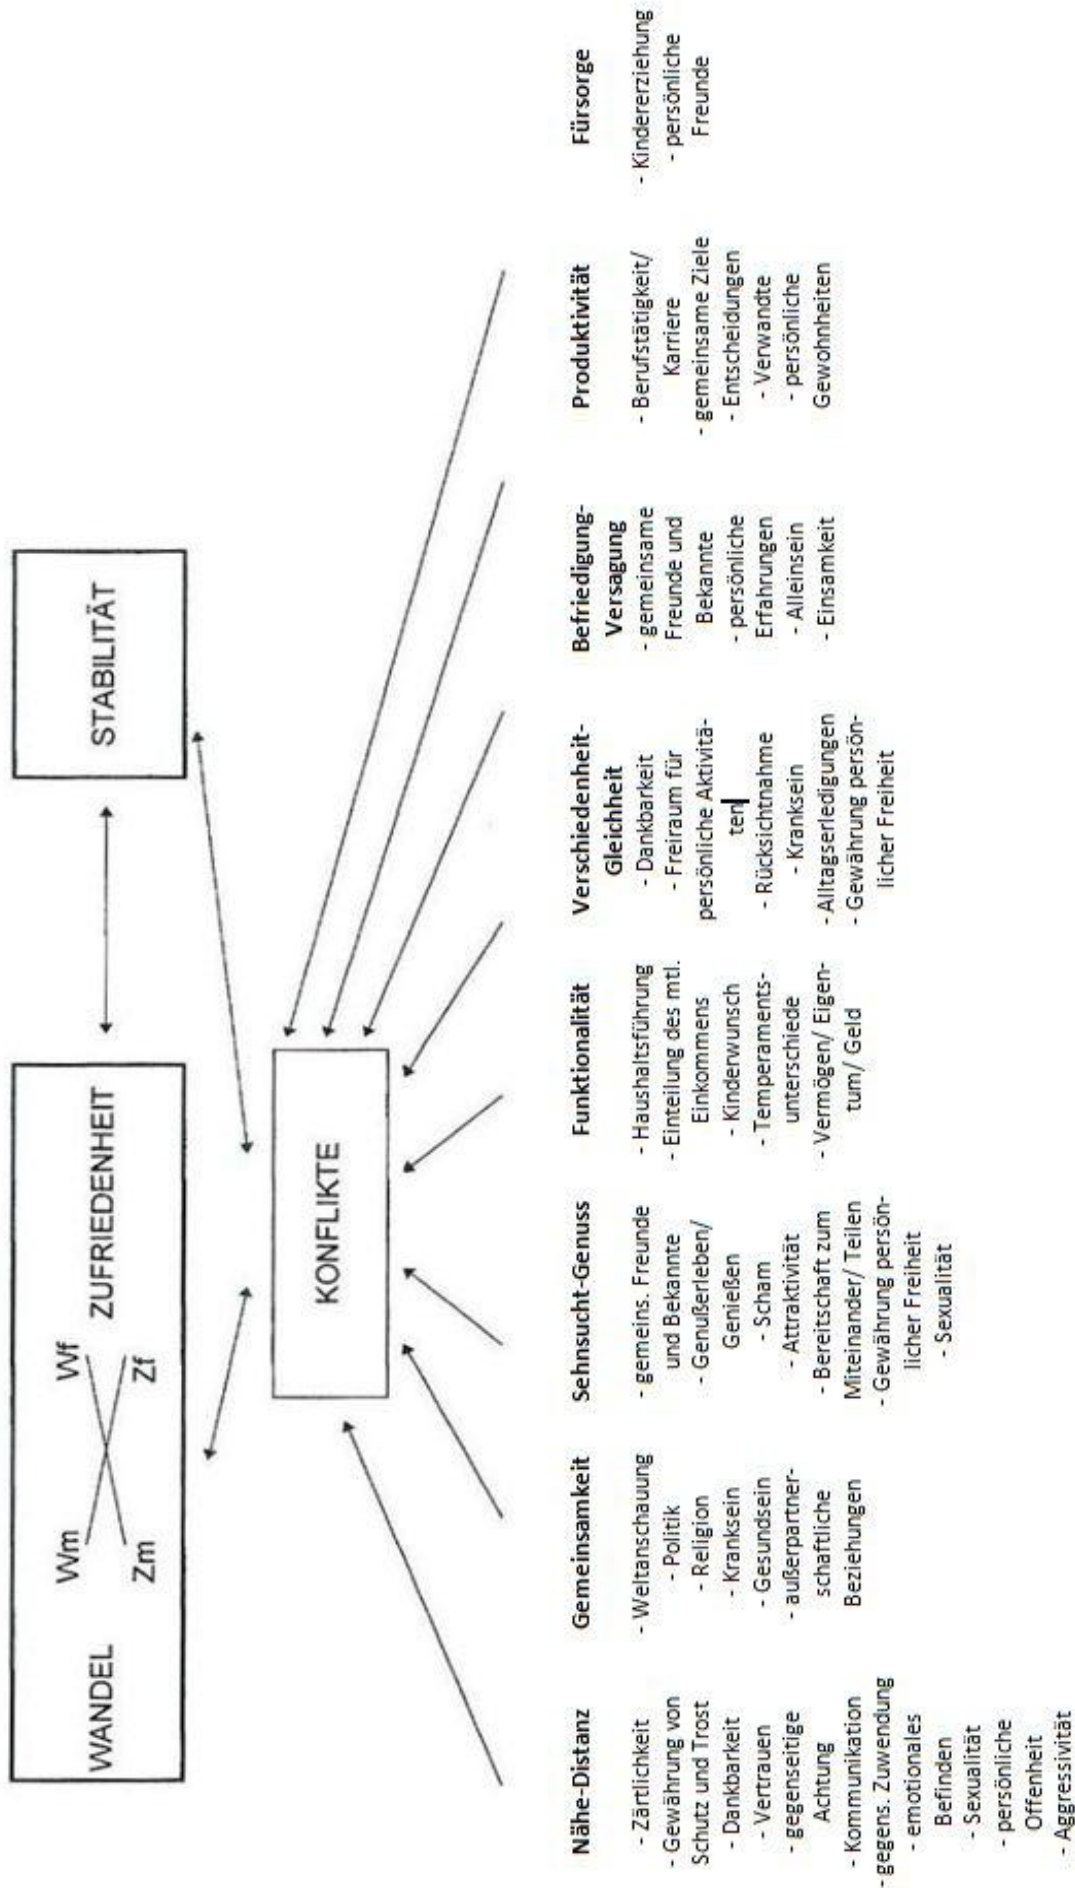 WANDEL
Wm
Wf
Zm
Zf
ZUFRIEDENHEIT
STABILITÄT
KONFLIKTE
Nähe-Distanz
- Zärtlichkeit
- Gewährung von
Schutz und Trost
- Dankbarkeit
- Vertrauen
- gegenseitige
Achtung
- Kommunikation
- gegens. Zuwendung
- emotionales
Befinden
- Sexualität
- persönliche
Offenheit
- Aggressivität
Gemeinsamkeit
- Weltanschauung
- Politik
- Religion
- Kranksein
- Gesundsein
- außerpartner-
schaftliche
Beziehungen
Sehnsucht-Genuss
- gemeins. Freunde
und Bekannte
- Genußerleben/
Genießen
- Scham
- Attraktivität
- Bereitschaft zum
Miteinander/ Teilen
- Gewährung persön-
licher Freiheit
- Sexualität
Funktionalität
- Haushaltsführung
- Einteilung des mtl.
Einkommens
- Kinderwunsch
- Temperaments-
unterschiede
- Vermögen/ Eigen-
tum/ Geld
Verschiedenheit-
Gleichheit
- Dankbarkeit
- Freiraum für
persönliche Aktivitä-
ten
- Rücksichtnahme
- Kranksein
- Alltagserledigungen
- Gewährung persön-
licher Freiheit
Befriedigung-
Versagung
- gemeinsame
Freunde und
Bekannte
- persönliche
Erfahrungen
- Alleinsein
- Einsamkeit
Produktivität
- Berufstätigkeit/
Karriere
- gemeinsame Ziele
- Entscheidungen
- Verwandte
- persönliche
Gewohnheiten
Fürsorge
- Kindererziehung
- persönliche
Freunde